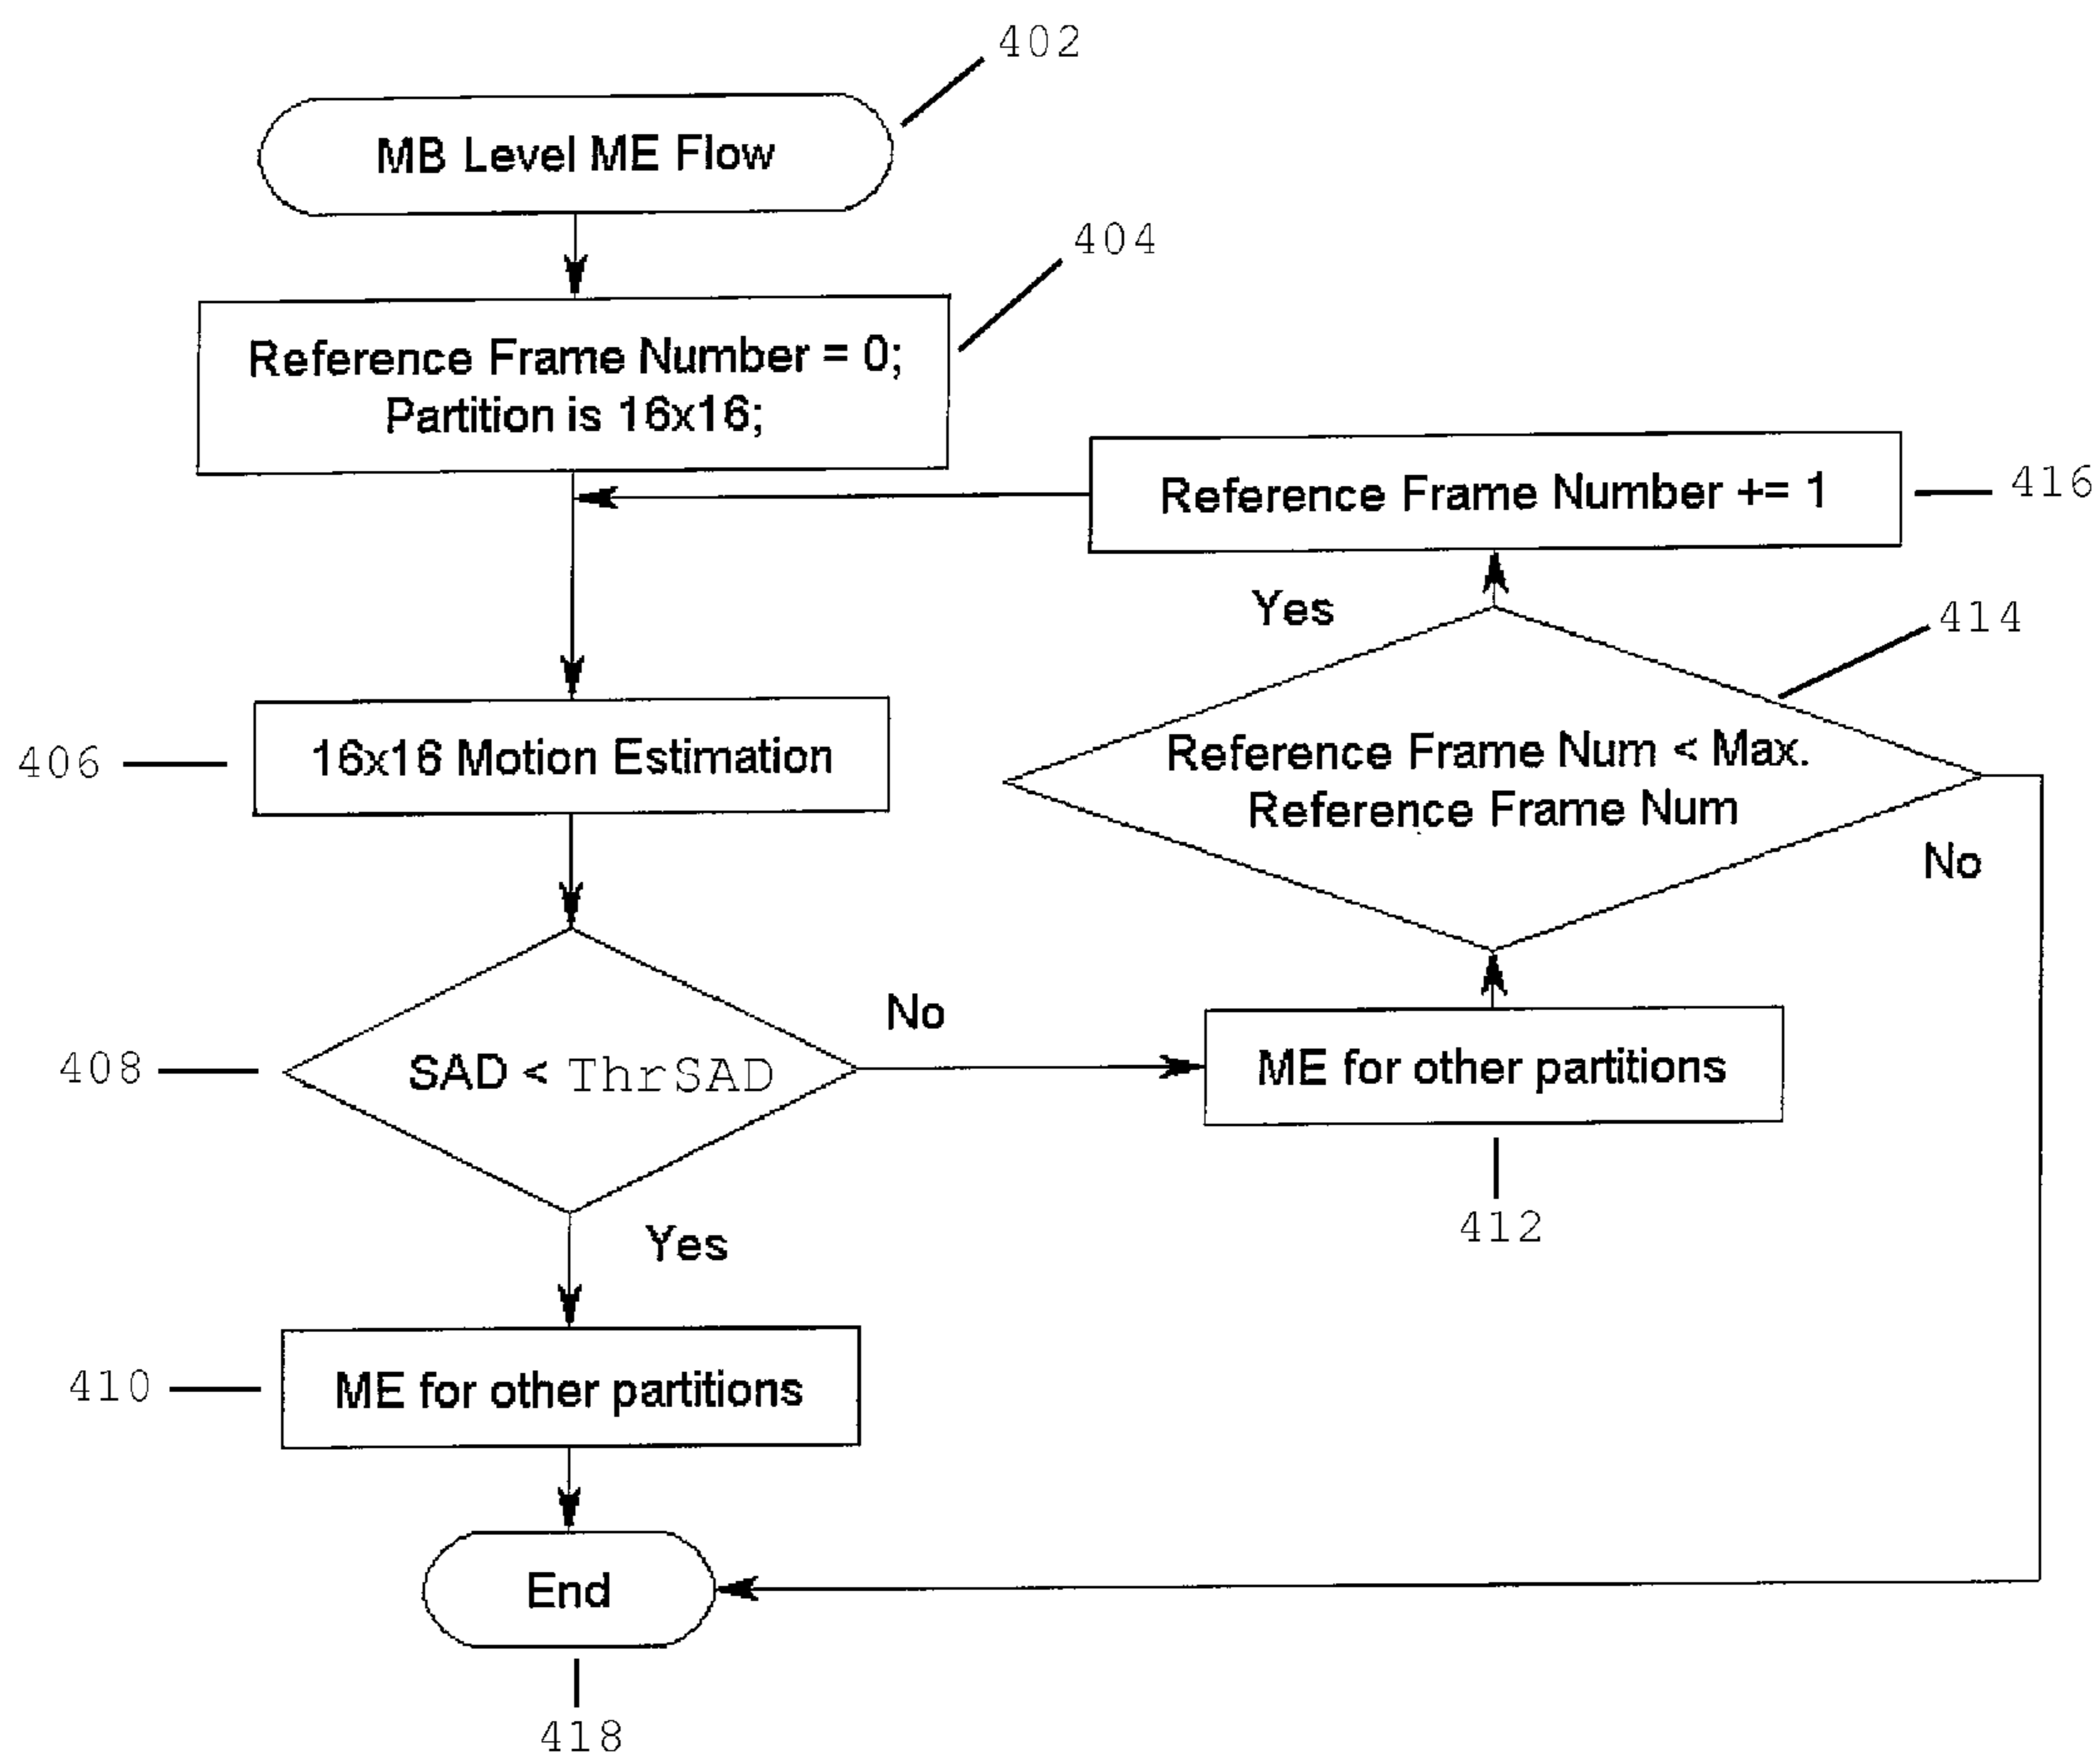 402
MB Level ME Flow
404
Reference Frame Number = 0;
Partition is 16x16;
Reference Frame Number += 1
416
Yes
414
406
16x16 Motion Estimation
Reference Frame Num < Max.
Reference Frame Num
No
408
SAD < ThrSAD
No
ME for other partitions
412
Yes
410
ME for other partitions
End
418